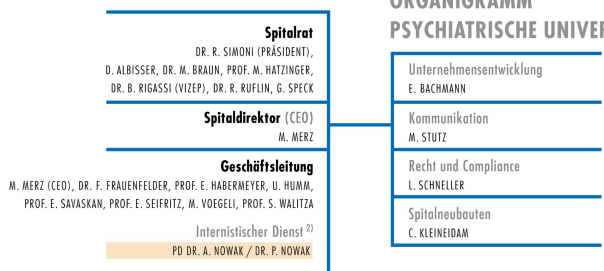 ORGANIGRAMM
PSYCHIATRISCHE
Spitalrat
DR. R. SIMONI (PRÄSIDENT),
D. ALBISSER, DR. M. BRAUN, PROF. M. HATZINGER,
DR. B. RIGASSI (VIZEP), DR. R. RUFLIN, G. SPECK
Spitaldirektor (CEO)
M. MERZ
Geschäftsleitung
M. MERZ (CEO), DR. F. FRAUENFELDER, PROF. E. HABERMEYER, U. HUMM,
PROF. E. SAVASKAN, PROF. E. SEIFRITZ, M. VOEGELI, PROF. S. WALITZA
Internistischer Dienst 2)
PD DR. A. NOWAK / DR. P. NOWAK
Unternehmensentwicklung
E. BACHMANN
Kommunikation
M. STUTZ
Recht und Compliance
L. SCHNELLER
Spitalneubauten
C. KLEINEIDAM